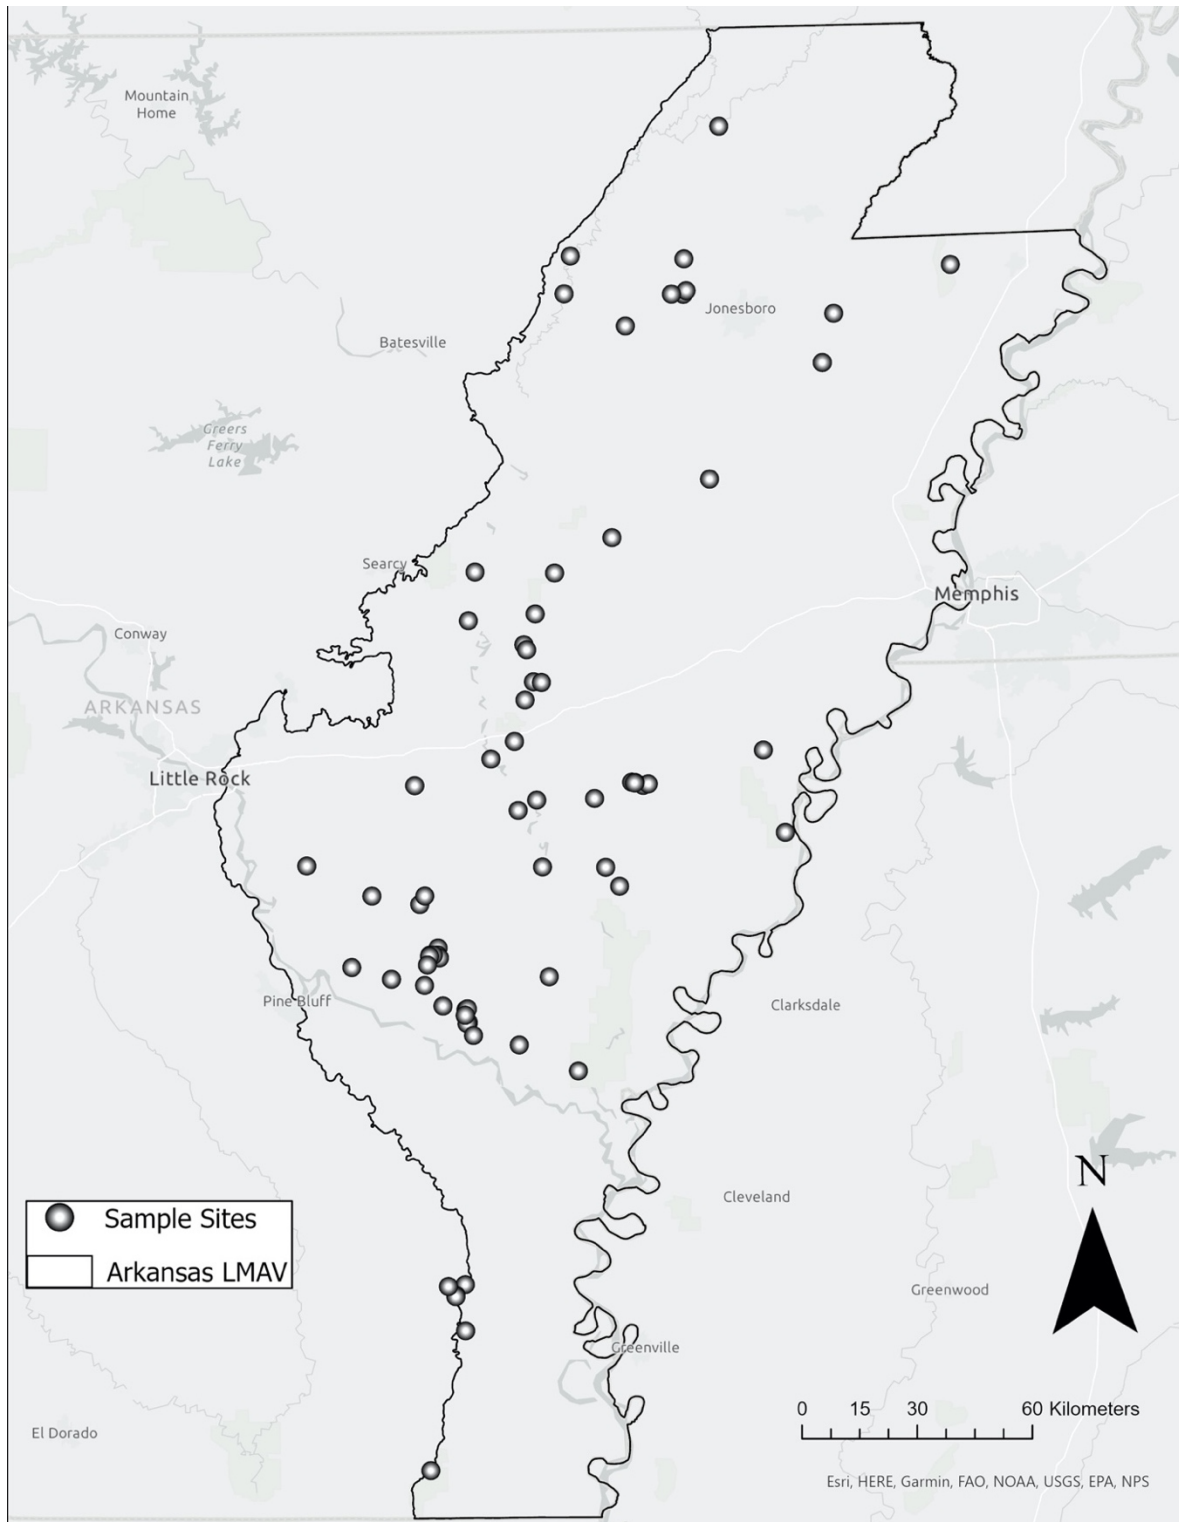 Mountain
Home
Jonesboro
Batesville
Greers
Ferry
Lake
Searcy
Memphis
Conway
ARKANSAS
Little Rock
Pine Bluff
Clarksdale
N
Cleveland
Sample Sites
Arkansas LMAV
Greenwood
Greenville
0 15 30 60 Kilometers
El Dorado
Esri, HERE, Garmin, FAO, NOAA, USGS, EPA, NPS